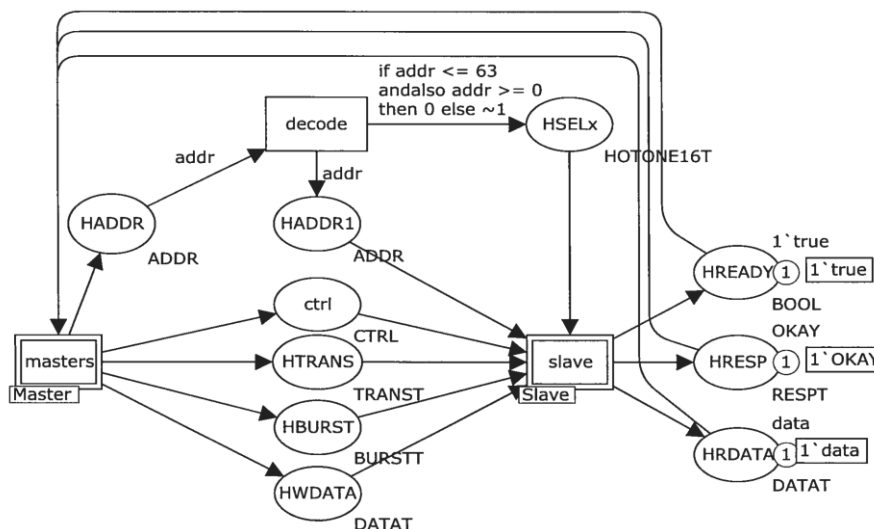 if addr <= 63
andalso addr >= 0
then 0 else ~1
decode
HSELx
HOTONE16T
addr
addr
HADDR
ADDR
HADDR1
ADDR
1`true
HREADY
1
1`true
BOOL
ctrl
CTRL
OKAY
masters
Master
HTRANS
TRANST
slave
Slave
HRESP
1
1`OKAY
RESPT
HBURST
BURSTT
data
HRDATA
1
1`data
DATAT
HWDATA
DATAT